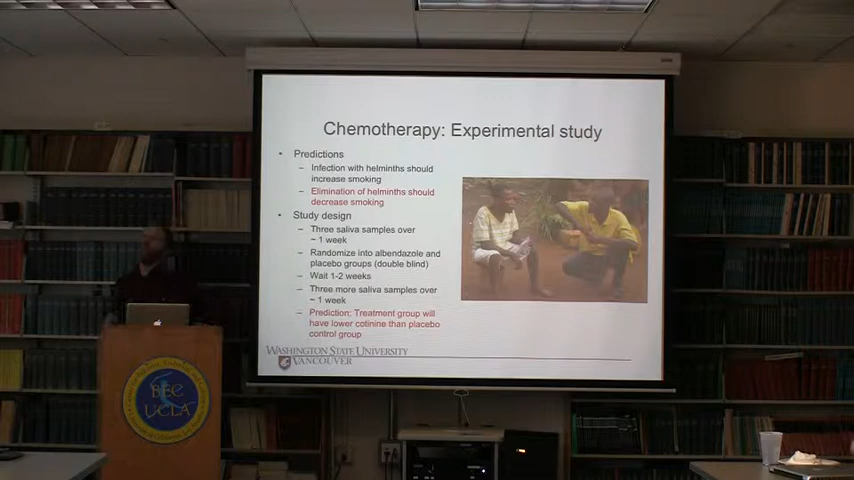 Chemotherapy: Experimental study
• Predictions
– Infection with helminths should
increase smoking
– Elimination of helminths should
decrease smoking
• Study design
– Three saliva samples over
~ 1 week
– Randomize into albendazole and
placebo groups (double blind)
– Wait 1-2 weeks
– Three more saliva samples over
~ 1 week
– Prediction: Treatment group will
have lower cotinine than placebo
control group
WASHINGTON STATE UNIVERSITY
VANCOUVER
BEC
UCLA